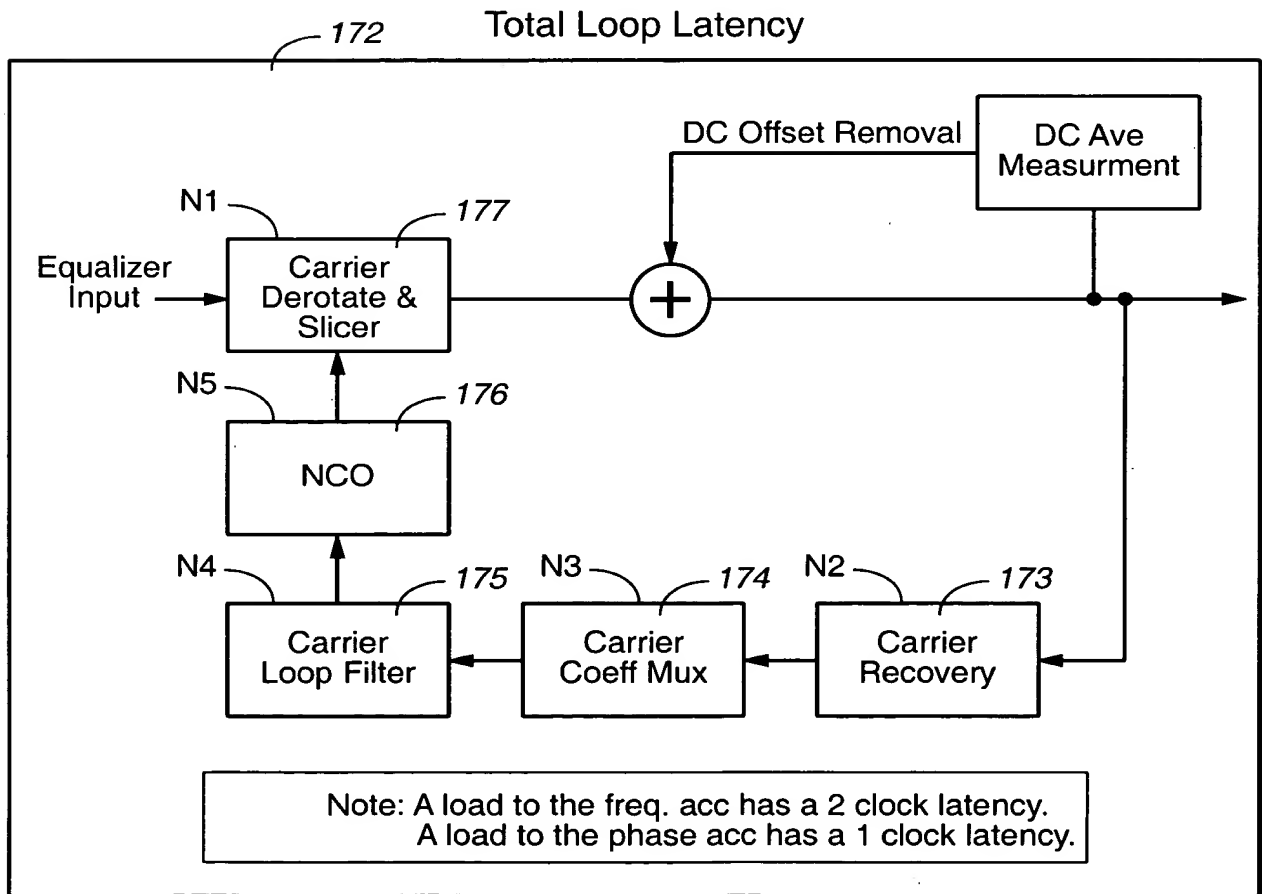 Total Loop Latency
172
DC Offset Removal
DC Ave
Measurment
N1
177
Equalizer
Input
Carrier
Derotate &
Slicer
+
N5
176
NCO
N4
175
Carrier
Loop Filter
N3
174
Carrier
Coeff Mux
N2
173
Carrier
Recovery
Note: A load to the freq. acc has a 2 clock latency.
A load to the phase acc has a 1 clock latency.